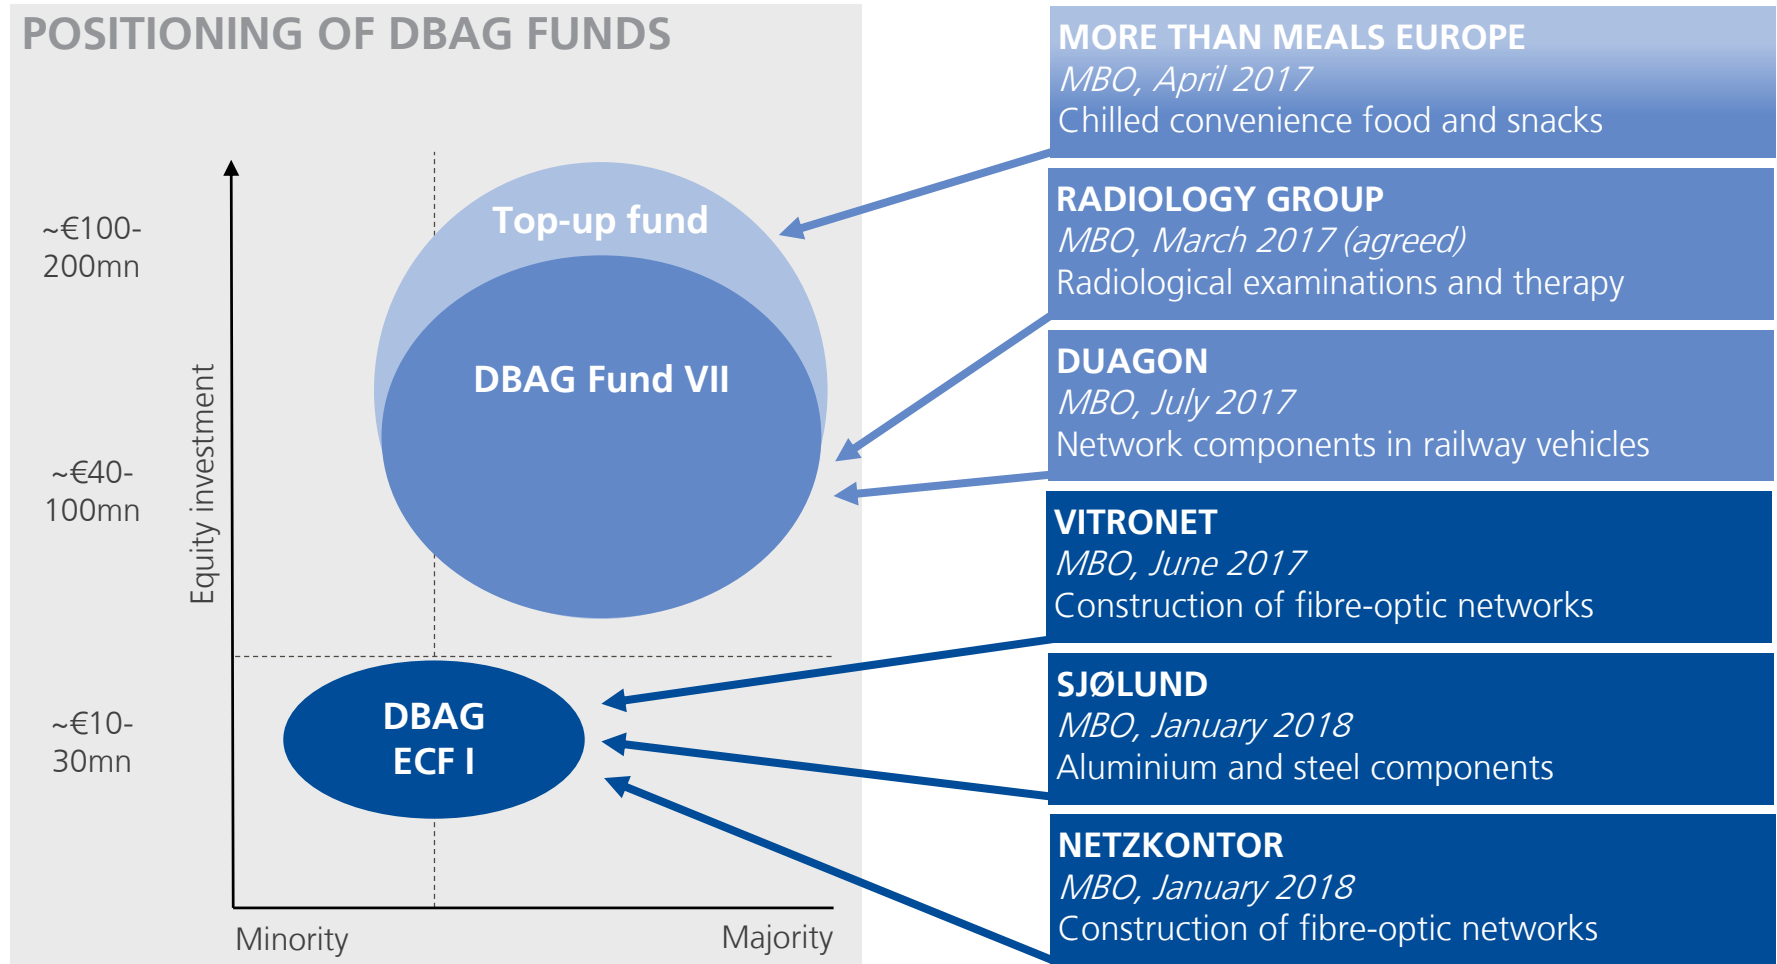 POSITIONING OF DBAG FUNDS
~€100-
200mn
~€40-
100mn
~€10-
30mn
Equity investment
Top-up fund
DBAG Fund VII
DBAG
ECF I
Minority
Majority
MORE THAN MEALS EUROPE
MBO, April 2017
Chilled convenience food and snacks
RADIOLOGY GROUP
MBO, March 2017 (agreed)
Radiological examinations and therapy
DUAGON
MBO, July 2017
Network components in railway vehicles
VITRONET
MBO, June 2017
Construction of fibre-optic networks
SJØLUND
MBO, January 2018
Aluminium and steel components
NETZKONTOR
MBO, January 2018
Construction of fibre-optic networks